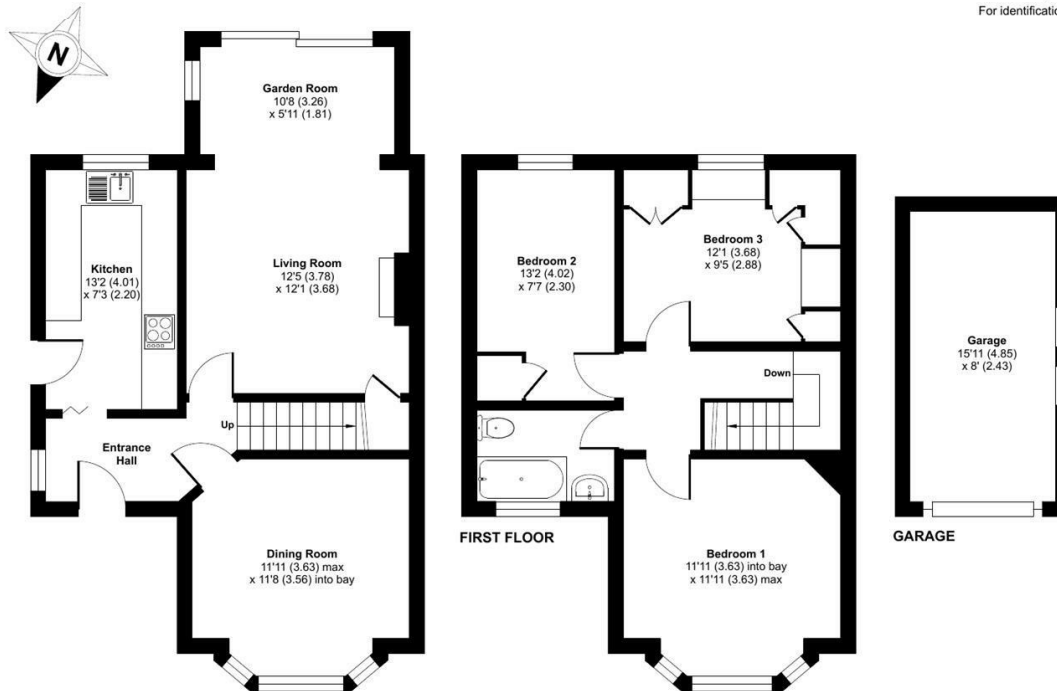 For identificatio
N
Garden Room
10'8 (3.26)
x 5'11 (1.81)
Kitchen
13'2 (4.01)
x 7'3 (2.20)
Living Room
12'5 (3.78)
x 12'1 (3.68)
Up
Entrance
Hall
Dining Room
11'11 (3.63) max
x 11'8 (3.56) into bay
Bedroom 2
13'2 (4.02)
x 7'7 (2.30)
Bedroom 3
12'1 (3.68)
x 9'5 (2.88)
Down
FIRST FLOOR
Bedroom 1
11'11 (3.63) into bay
x 11'11 (3.63) max
Garage
15'11 (4.85)
x 8' (2.43)
GARAGE